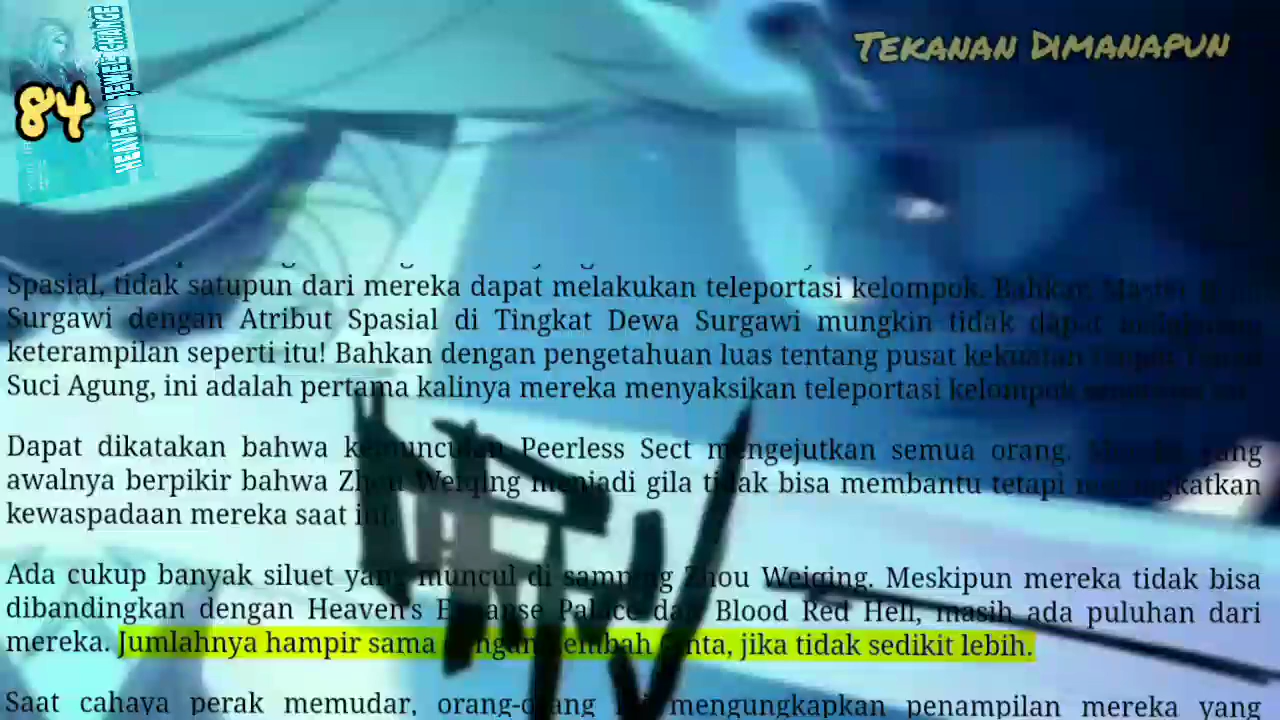 TEKANAN DIMANAPUN
HEAVENLY JEWEL CHANGE
84
Spasial, tidak satupun dari mereka dapat melakukan teleportasi kelompok. Bahkan Master
Surgawi dengan Atribut Spasial di Tingkat Dewa Surgawi mungkin tidak dapat
keterampilan seperti itu! Bahkan dengan pengetahuan luas tentang pusat kekuatan
Suci Agung, ini adalah pertama kalinya mereka menyaksikan teleportasi kelompok
Dapat dikatakan bahwa kemunculan Peerless Sect mengejutkan semua orang. yang
awalnya berpikir bahwa Zhou Weiqing menjadi gila tidak bisa membantu tetapi meningkatkan
kewaspadaan mereka saat ini.
Ada cukup banyak siluet yang muncul di samping Zhou Weiqing. Meskipun mereka tidak bisa
dibandingkan dengan Heaven's Expanse Palace dan Blood Red Hell, masih ada puluhan dari
mereka. Jumlahnya hampir sama dengan Lembah Cinta, jika tidak sedikit lebih.
Saat cahaya perak memudar, orang-orang ini mengungkapkan penampilan mereka yang